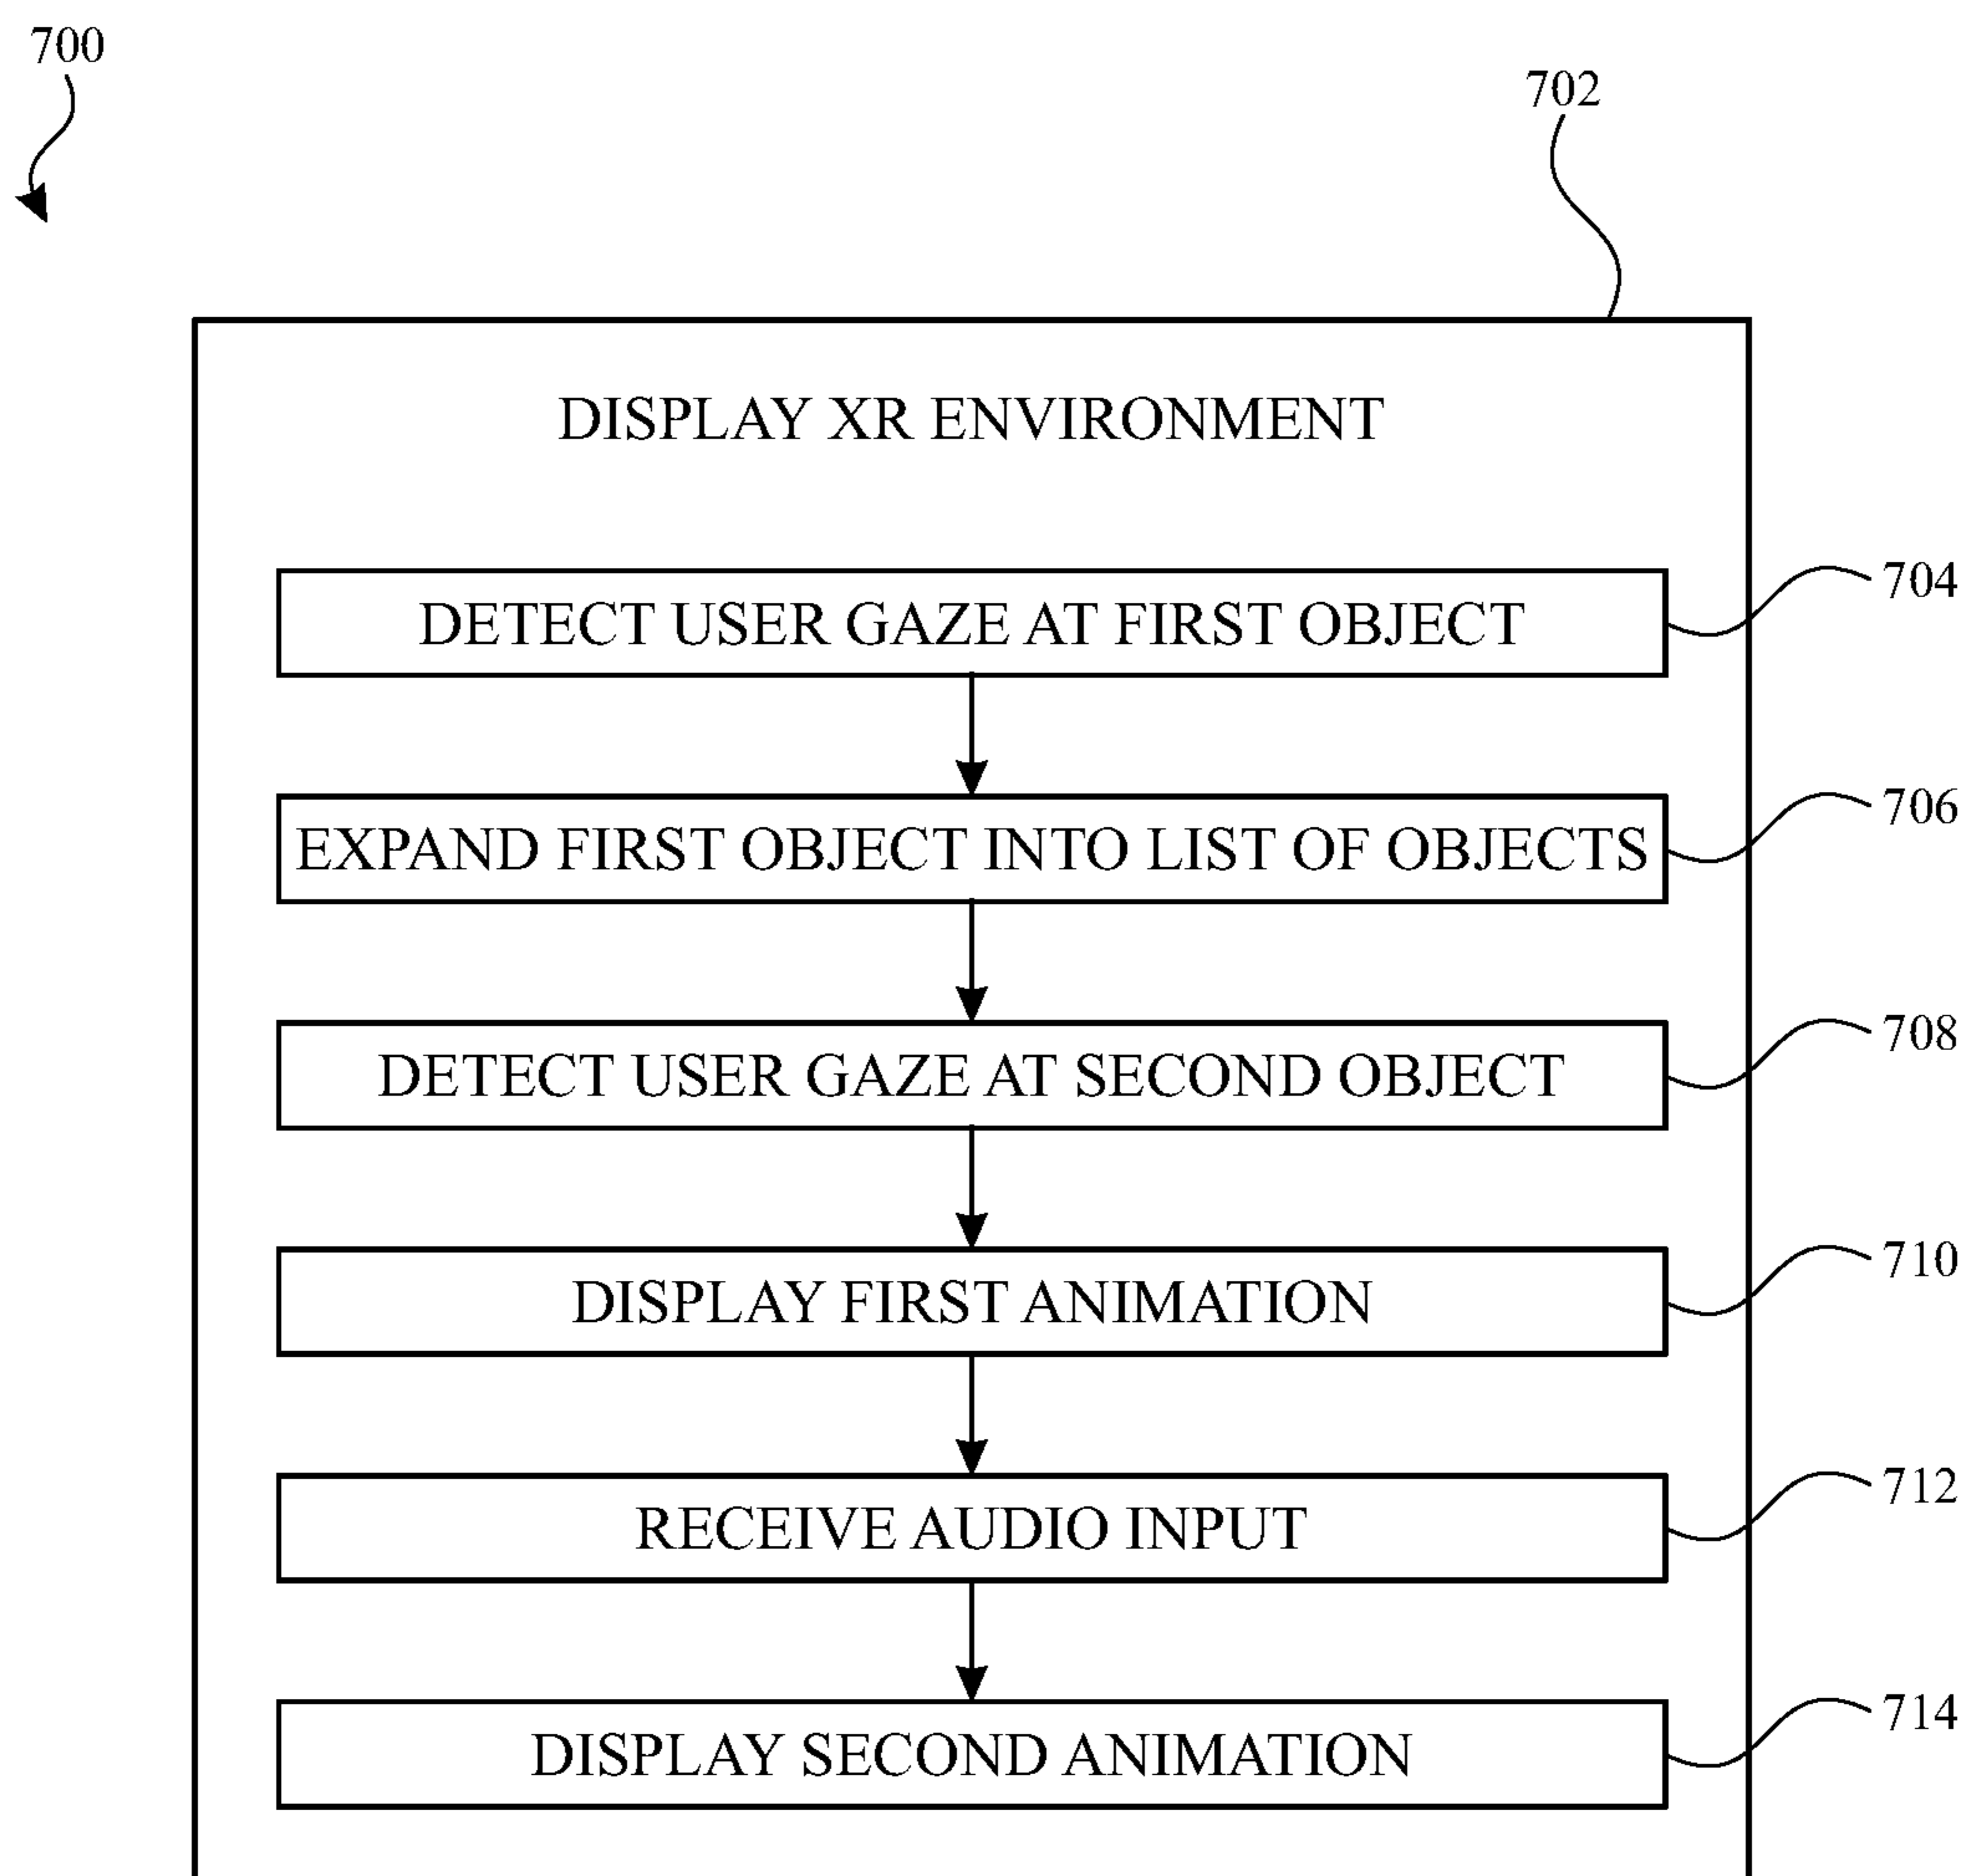 700
702
DISPLAY XR ENVIRONMENT
DETECT USER GAZE AT FIRST OBJECT
704
EXPAND FIRST OBJECT INTO LIST OF OBJECTS
706
DETECT USER GAZE AT SECOND OBJECT
708
DISPLAY FIRST ANIMATION
710
RECEIVE AUDIO INPUT
712
DISPLAY SECOND ANIMATION
714